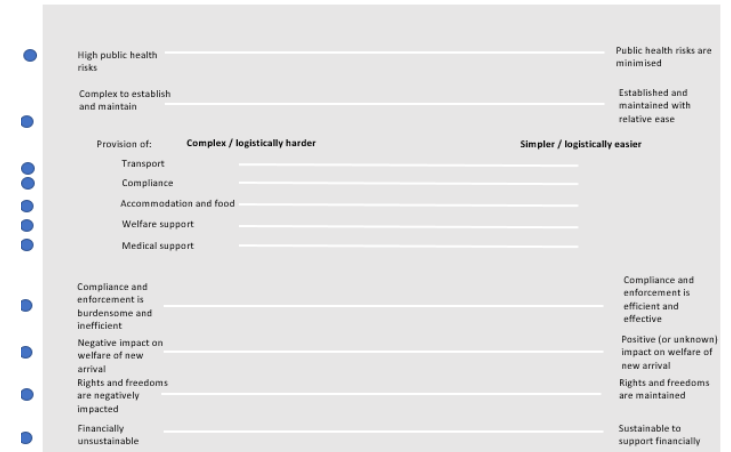 High public health
risks
Public health risks are
minimised
Complex to establish
and maintain
Established and
maintained with
relative ease
Provision of:
Complex / logistically harder
Simpler / logistically easier
Transport
Compliance
Accommodation and food
Welfare support
Medical support
Compliance and
enforcement is
burdensome and
inefficient
Compliance and
enforcement is
efficient and
effective
Negative impact on
welfare of new
arrival
Positive (or unknown)
impact on welfare of
new arrival
Rights and freedoms
are negatively
impacted
Rights and freedoms
are maintained
Financially
unsustainable
Sustainable to
support financially